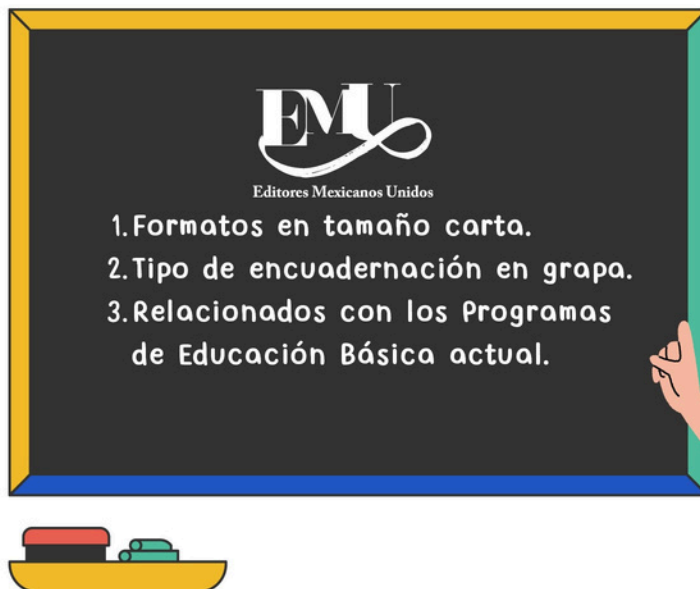 EMU
Editores Mexicanos Unidos
1. Formatos en tamaño carta.
2. Tipo de encuadernación en grapa.
3. Relacionados con los Programas
de Educación Básica actual.